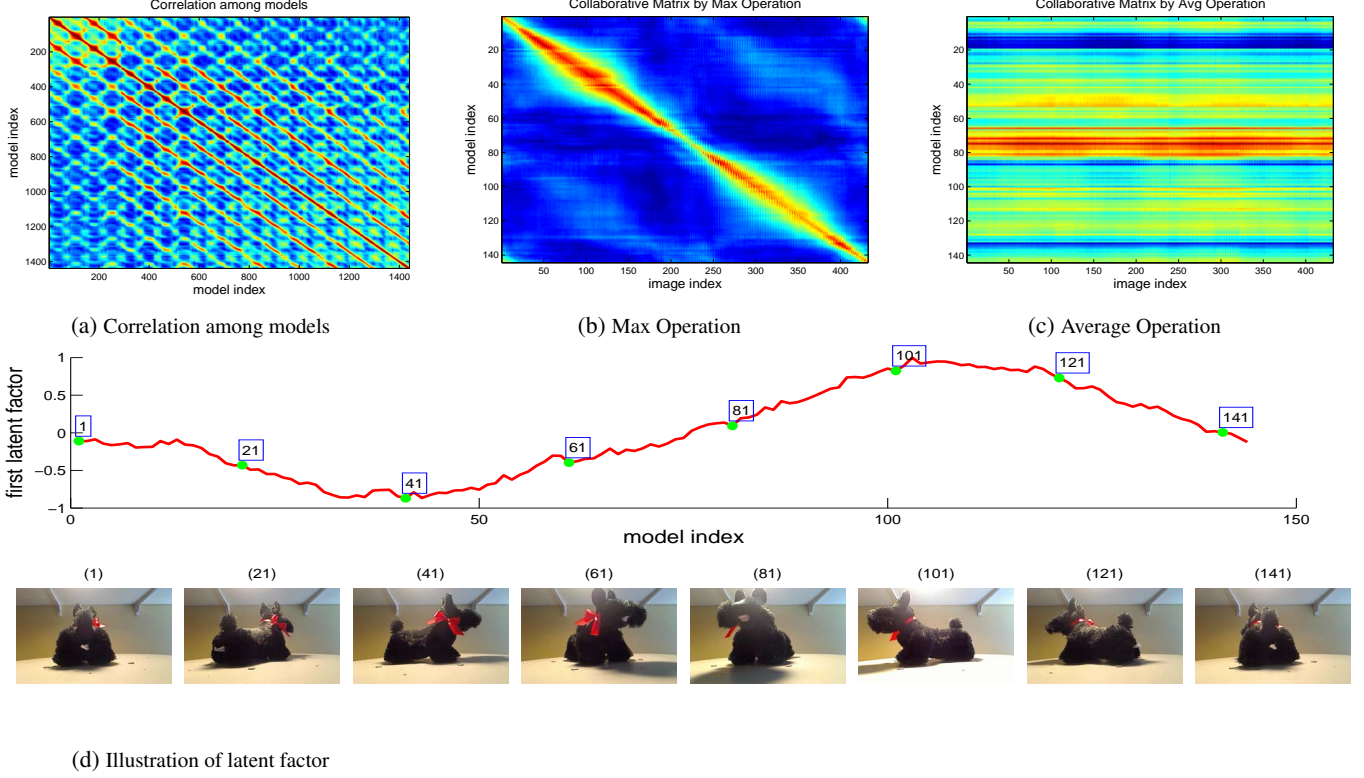 Correlation among models
Collaborative Matrix by Max Operation
Collaborative Matrix by Avg Operation
model index
200
400
600
800
1000
1200
1400
200 400 600 800 1000 1200 1400
model index
model index
20
40
60
80
100
120
140
50 100 150 200 250 300 350 400
image index
model index
20
40
60
80
100
120
140
50 100 150 200 250 300 350 400
image index
(a) Correlation among models
(b) Max Operation
(c) Average Operation
first latent factor
1
0.5
0
−0.5
−1
1
21
41
61
81
101
121
141
0 50 100 150
model index
(1) (21) (41) (61) (81) (101) (121) (141)
(d) Illustration of latent factor